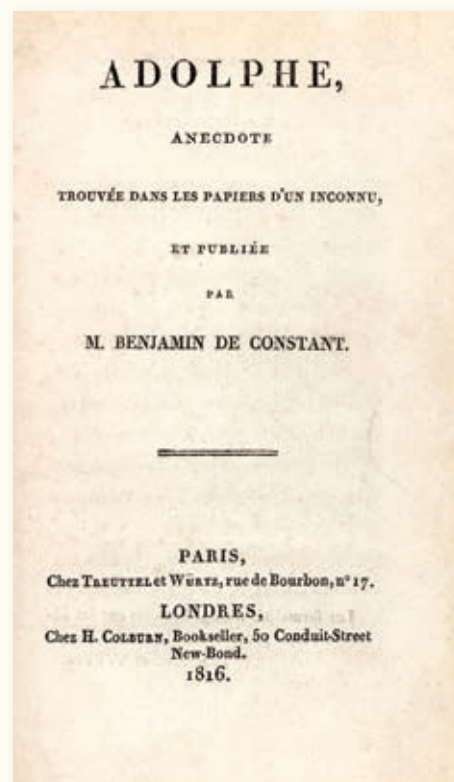 ADOLPHE,
ANECDOTE
TROUVÉE DANS LES PAPIERS D'UN INCONNU,
ET PUBLIÉE
PAR
M. BENJAMIN DE CONSTANT.
PARIS,
Chez TREUTTEL et WÜRTZ, rue de Bourbon, n° 17.
LONDRES,
Chez H. COLBURN, Bookseller, 50 Conduit-Street
New-Bond.
1816.